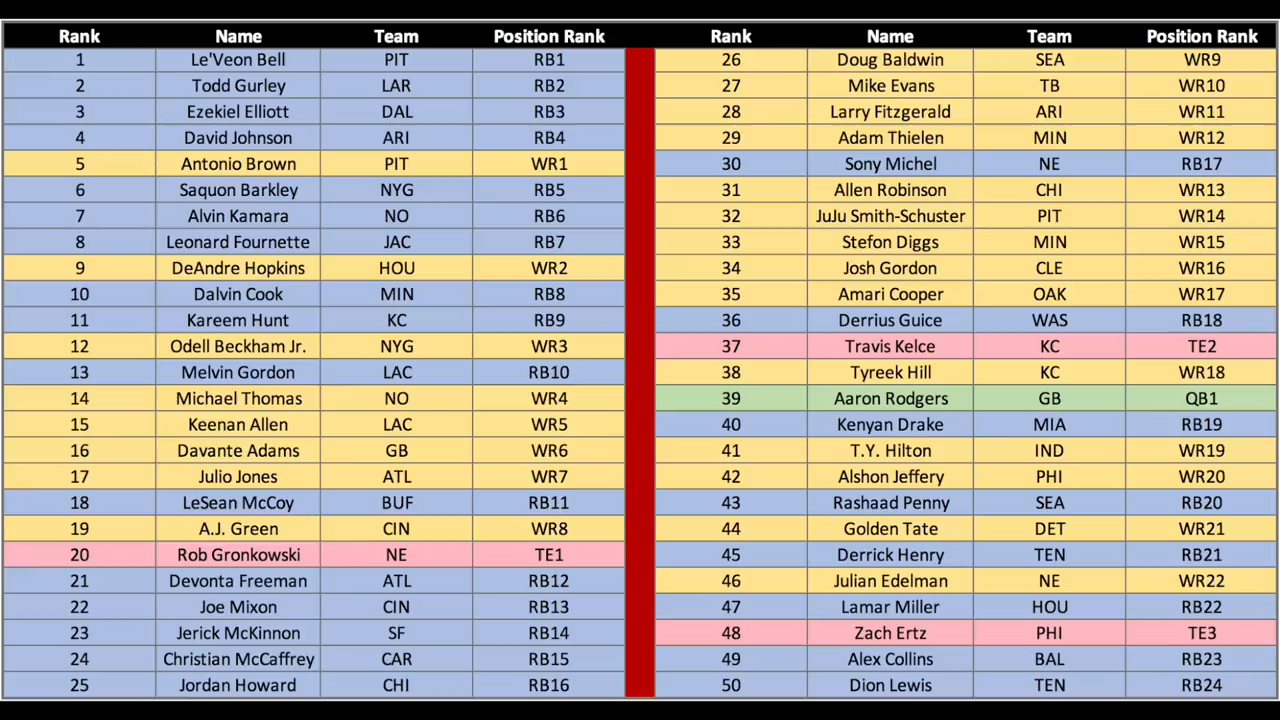 Rank Name Team Position Rank
1 Le'Veon Bell PIT RB1
2 Todd Gurley LAR RB2
3 Ezekiel Elliott DAL RB3
4 David Johnson ARI RB4
5 Antonio Brown PIT WR1
6 Saquon Barkley NYG RB5
7 Alvin Kamara NO RB6
8 Leonard Fournette JAC RB7
9 DeAndre Hopkins HOU WR2
10 Dalvin Cook MIN RB8
11 Kareem Hunt KC RB9
12 Odell Beckham Jr. NYG WR3
13 Melvin Gordon LAC RB10
14 Michael Thomas NO WR4
15 Keenan Allen LAC WR5
16 Davante Adams GB WR6
17 Julio Jones ATL WR7
18 LeSean McCoy BUF RB11
19 A.J. Green CIN WR8
20 Rob Gronkowski NE TE1
21 Devonta Freeman ATL RB12
22 Joe Mixon CIN RB13
23 Jerick McKinnon SF RB14
24 Christian McCaffrey CAR RB15
25 Jordan Howard CHI RB16
Rank Name Team Position Rank
26 Doug Baldwin SEA WR9
27 Mike Evans TB WR10
28 Larry Fitzgerald ARI WR11
29 Adam Thielen MIN WR12
30 Sony Michel NE RB17
31 Allen Robinson CHI WR13
32 JuJu Smith-Schuster PIT WR14
33 Stefon Diggs MIN WR15
34 Josh Gordon CLE WR16
35 Amari Cooper OAK WR17
36 Derrius Guice WAS RB18
37 Travis Kelce KC TE2
38 Tyreek Hill KC WR18
39 Aaron Rodgers GB QB1
40 Kenyan Drake MIA RB19
41 T.Y. Hilton IND WR19
42 Alshon Jeffery PHI WR20
43 Rashaad Penny SEA RB20
44 Golden Tate DET WR21
45 Derrick Henry TEN RB21
46 Julian Edelman NE WR22
47 Lamar Miller HOU RB22
48 Zach Ertz PHI TE3
49 Alex Collins BAL RB23
50 Dion Lewis TEN RB24